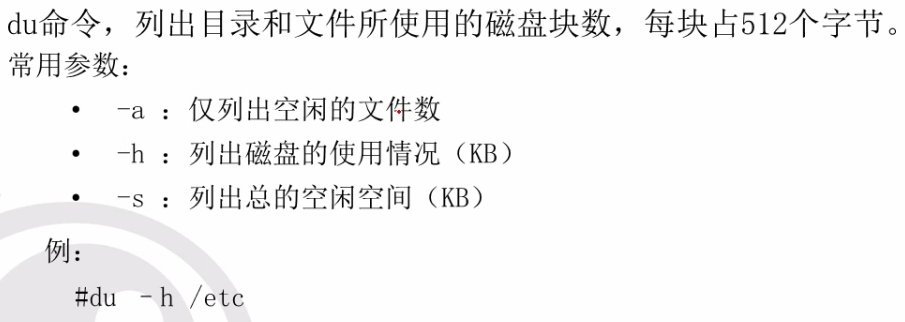 du命令，列出目录和文件所使用的磁盘块数，每块占512个字节。
常用参数：
• -a ：仅列出空闲的文件数
• -h ：列出磁盘的使用情况（KB）
• -s ：列出总的空闲空间（KB）
例：
#du -h /etc